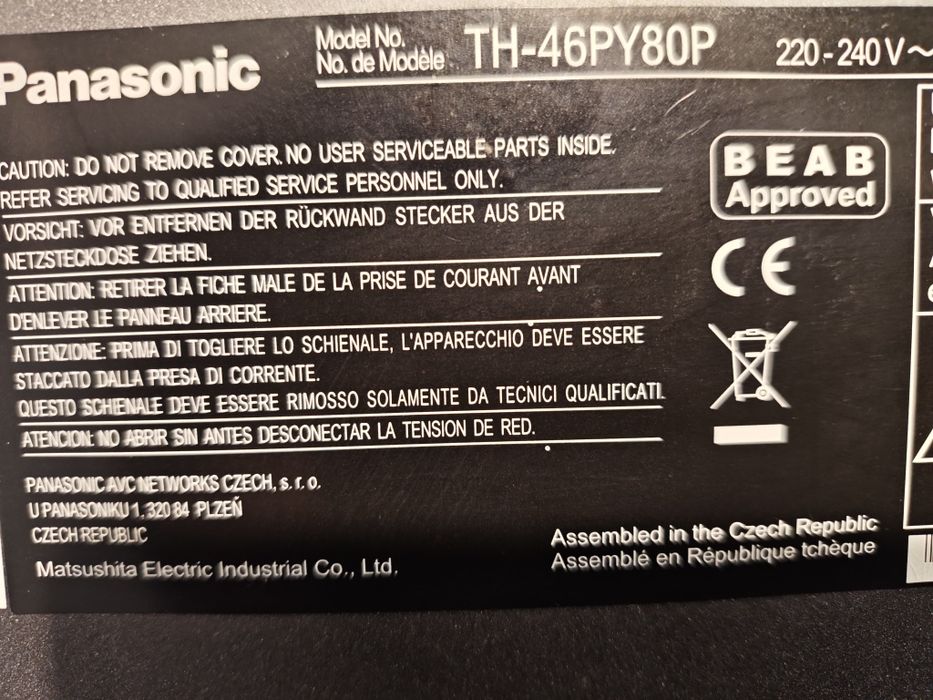 Panasonic
Model No.
No. de Modèle
TH-46PY80P
220-240V~
CAUTION: DO NOT REMOVE COVER. NO USER SERVICEABLE PARTS INSIDE.
REFER SERVICING TO QUALIFIED SERVICE PERSONNEL ONLY.
VORSICHT: VOR ENTFERNEN DER RÜCKWAND STECKER AUS DER
NETZSTECKDOSE ZIEHEN.
ATTENTION: RETIRER LA FICHE MALE DE LA PRISE DE COURANT AVANT
D'ENLEVER LE PANNEAU ARRIERE.
ATTENZIONE: PRIMA DI TOGLIERE LO SCHIENALE, L'APPARECCHIO DEVE ESSERE
STACCATO DALLA PRESA DI CORRENTE.
QUESTO SCHIENALE DEVE ESSERE RIMOSSO SOLAMENTE DA TECNICI QUALIFICATI.
ATENCION: NO ABRIR SIN ANTES DESCONECTAR LA TENSION DE RED.
BEAB
Approved
CE
PANASONIC AVC NETWORKS CZECH, s. r. o.
U PANASONIKU 1, 320 84 PLZEŇ
CZECH REPUBLIC
Matsushita Electric Industrial Co., Ltd.
Assembled in the Czech Republic
Assemblé en République tchèque